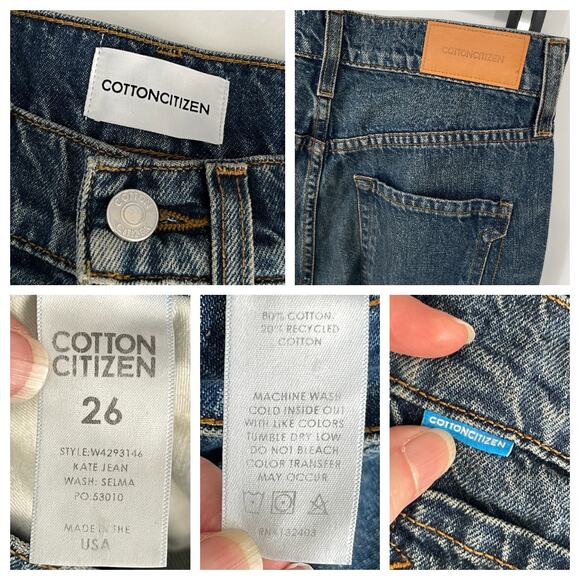 COTTONCITIZEN
COTTON
CITIZEN
COTTONCITIZEN
COTTON
CITIZEN
26
STYLE:W4293146
KATE JEAN
WASH: SELMA
PO:53010
MADE IN THE
USA
80% COTTON,
20% RECYCLED
COTTON
MACHINE WASH
COLD INSIDE OUT
WITH LIKE COLORS
TUMBLE DRY LOW
DO NOT BLEACH
COLOR TRANSFER
MAY OCCUR
RN# 132403
COTTONCITIZEN